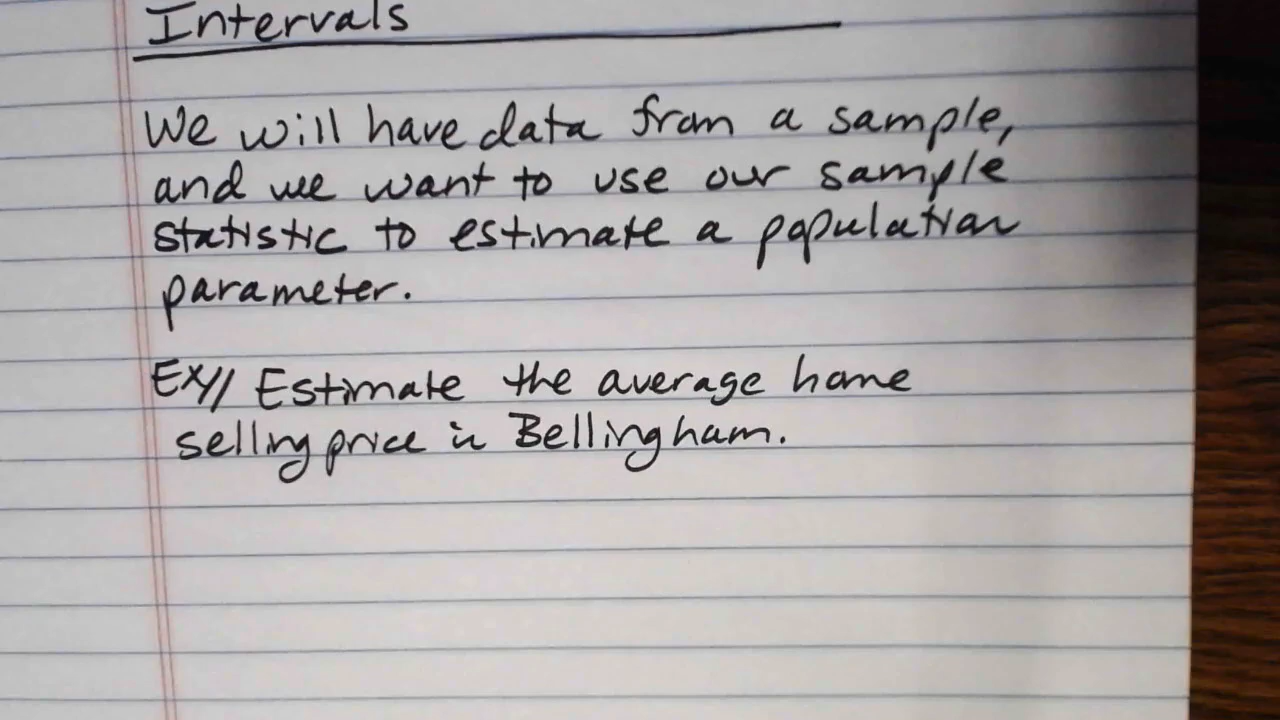 Intervals
We will have data from a sample,
and we want to use our sample
statistic to estimate a population
parameter.
Ex// Estimate the average home
selling price in Bellingham.